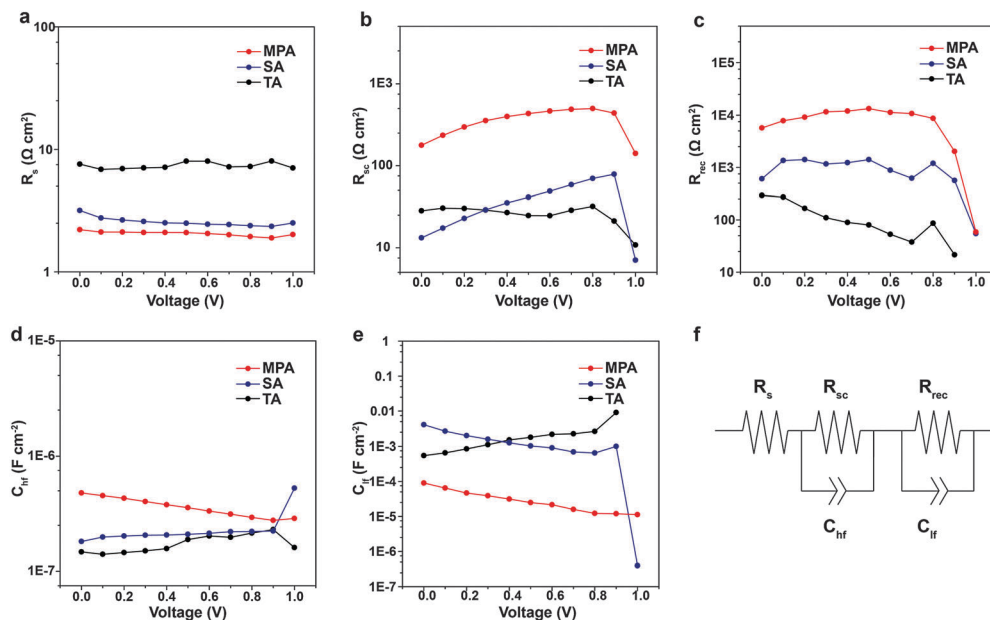 a
100
10
1
R_s (Ω cm²)
0.0 0.2 0.4 0.6 0.8 1.0
Voltage (V)
MPA
SA
TA
b
1E3
100
10
R_sc (Ω cm²)
0.0 0.2 0.4 0.6 0.8 1.0
Voltage (V)
MPA
SA
TA
c
1E5
1E4
1E3
100
10
R_rec (Ω cm²)
0.0 0.2 0.4 0.6 0.8 1.0
Voltage (V)
MPA
SA
TA
d
1E-5
1E-6
1E-7
C_hf (F cm⁻²)
0.0 0.2 0.4 0.6 0.8 1.0
Voltage (V)
MPA
SA
TA
e
1
0.1
0.01
1E-3
1E-4
1E-5
1E-6
1E-7
C_lf (F cm⁻²)
0.0 0.2 0.4 0.6 0.8 1.0
Voltage (V)
MPA
SA
TA
f
R_s R_sc R_rec
C_hf C_lf